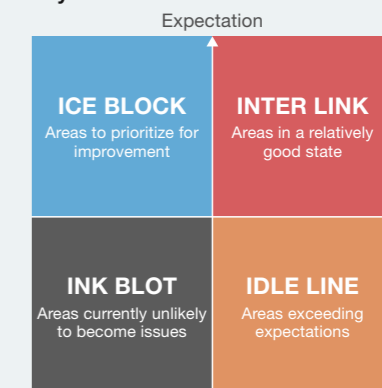 Expectation
ICE BLOCK
Areas to prioritize for
improvement
INTER LINK
Areas in a relatively
good state
INK BLOT
Areas currently unlikely
to become issues
IDLE LINE
Areas exceeding
expectations